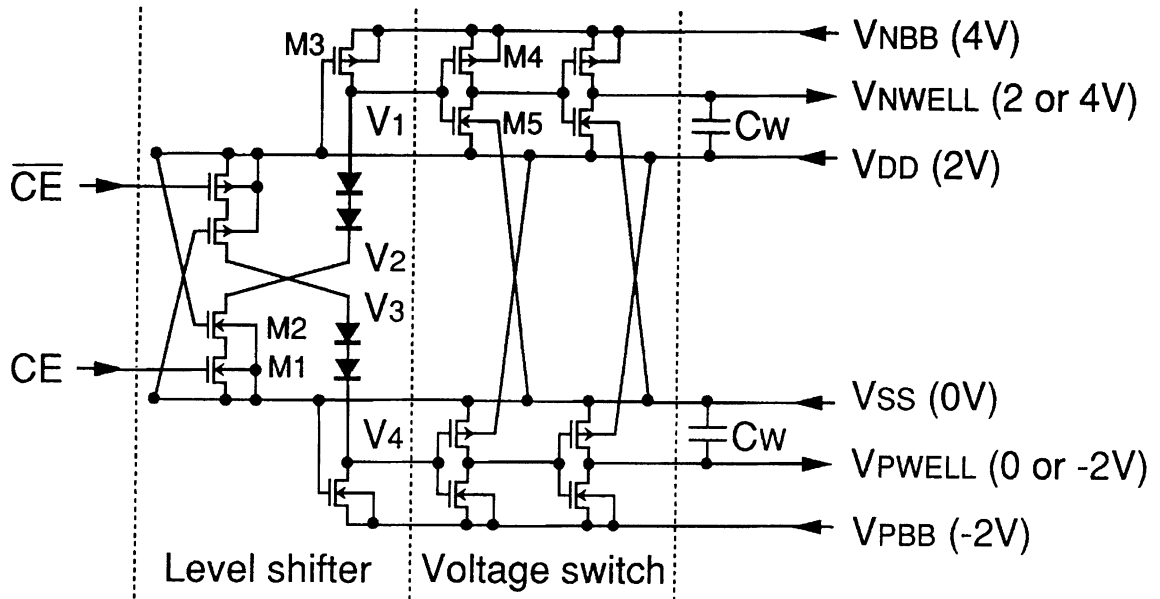 M3
M4
VNBB (4V)
VNWELL (2 or 4V)
V1
M5
CW
C̅E̅
VDD (2V)
V2
V3
M2
CE
M1
VSS (0V)
V4
CW
VPWELL (0 or -2V)
VPBB (-2V)
Level shifter
Voltage switch